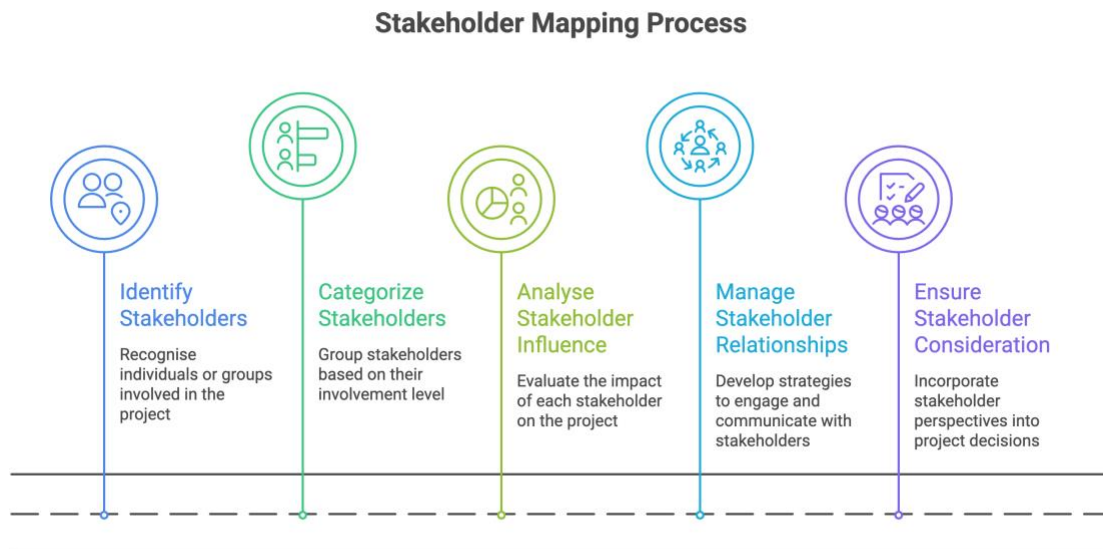 Stakeholder Mapping Process
Identify
Stakeholders
Recognise
individuals or groups
involved in the
project
Categorize
Stakeholders
Group stakeholders
based on their
involvement level
Analyse
Stakeholder
Influence
Evaluate the impact
of each stakeholder
on the project
Manage
Stakeholder
Relationships
Develop strategies
to engage and
communicate with
stakeholders
Ensure
Stakeholder
Consideration
Incorporate
stakeholder
perspectives into
project decisions